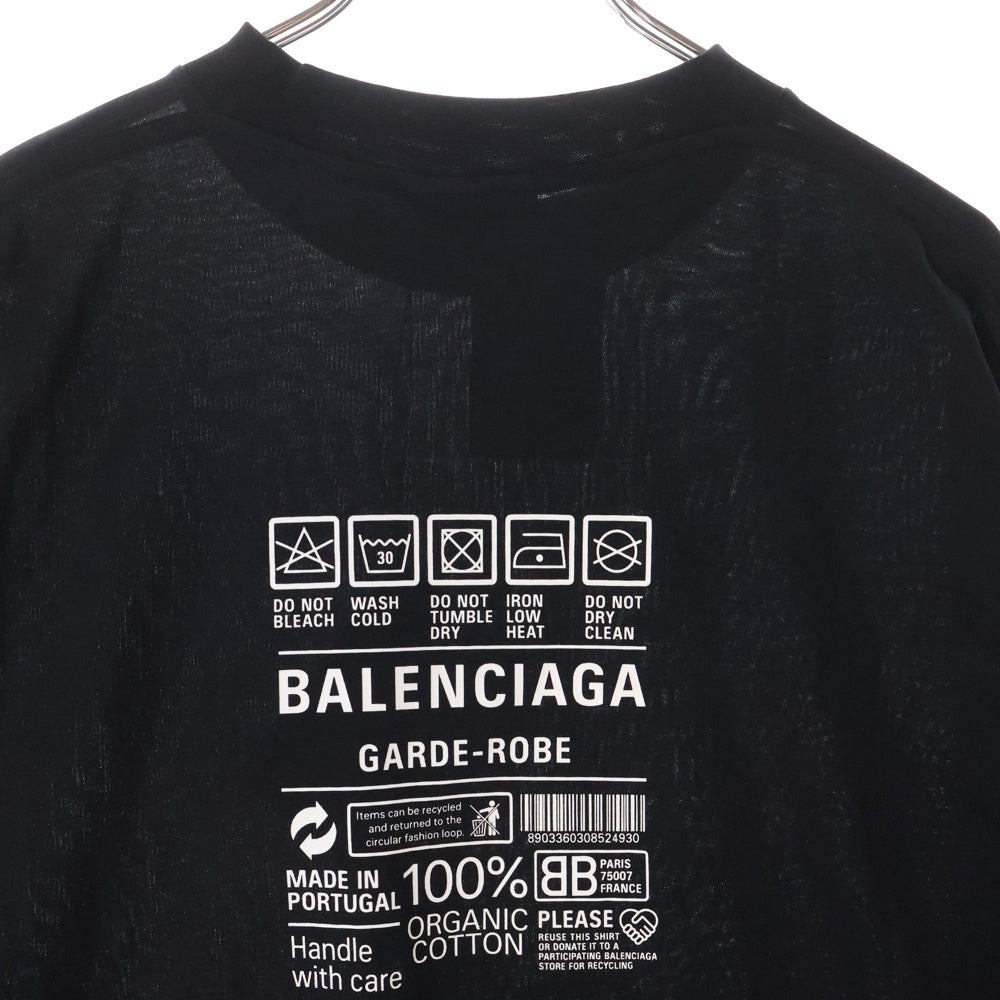 30
DO NOT BLEACH
WASH COLD
DO NOT TUMBLE DRY
IRON LOW HEAT
DO NOT DRY CLEAN
BALENCIAGA
GARDE-ROBE
Items can be recycled
and returned to the
circular fashion loop.
8903360308524930
MADE IN
PORTUGAL
100%
ORGANIC
COTTON
BB
PARIS
75007
FRANCE
Handle
with care
PLEASE
REUSE THIS SHIRT
OR DONATE IT TO A
PARTICIPATING BALENCIAGA
STORE FOR RECYCLING